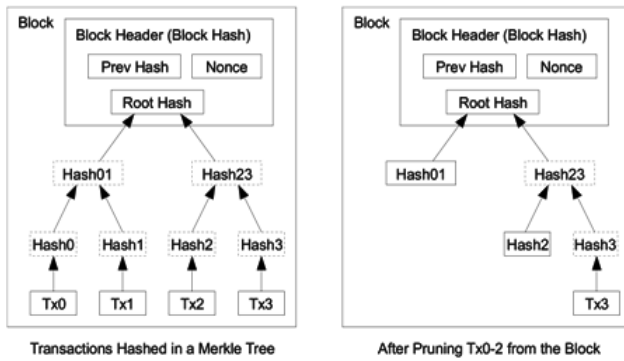 Block
Block Header (Block Hash)
Prev Hash
Nonce
Root Hash
Hash01
Hash23
Hash0
Hash1
Hash2
Hash3
Tx0
Tx1
Tx2
Tx3
Transactions Hashed in a Merkle Tree
Block
Block Header (Block Hash)
Prev Hash
Nonce
Root Hash
Hash01
Hash23
Hash2
Hash3
Tx3
After Pruning Tx0-2 from the Block